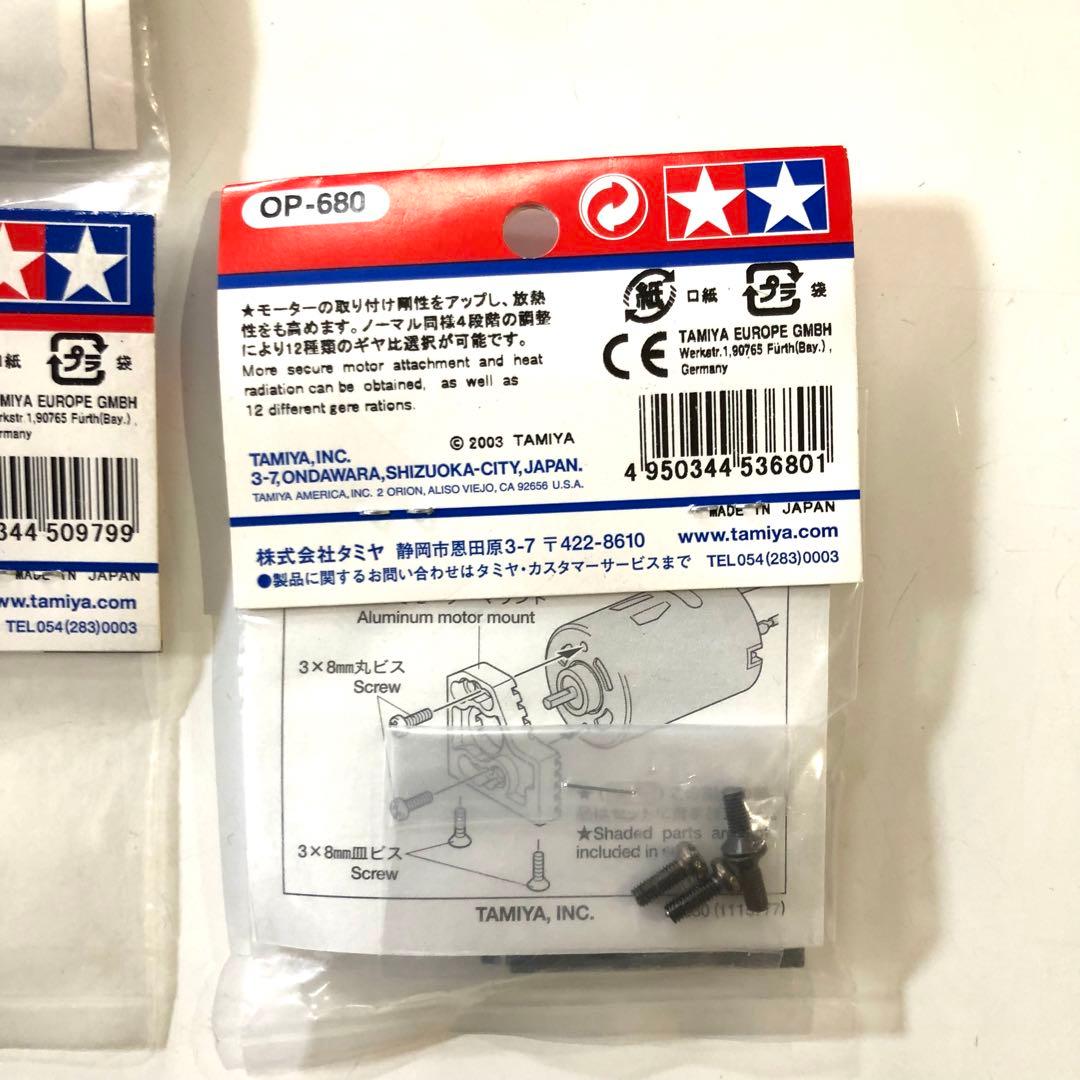 OP-680
★モーターの取り付け剛性をアップし、放熱
性をも高めます。ノーマル同様4段階の調整
により12種類のギヤ比選択が可能です。
More secure motor attachment and heat
radiation can be obtained, as well as
12 different gere rations.
紙 口紙 プラ 袋
CE
TAMIYA EUROPE GMBH
Werkstr.1,90765 Fürth(Bay.),
Germany
© 2003 TAMIYA
TAMIYA,INC.
3-7,ONDAWARA,SHIZUOKA-CITY,JAPAN.
TAMIYA AMERICA,INC. 2 ORION, ALISO VIEJO, CA 92656 U.S.A.
4 950344 536801
MADE IN JAPAN
株式会社タミヤ 静岡市恩田原3-7 〒422-8610
www.tamiya.com
●製品に関するお問い合わせはタミヤ・カスタマーサービスまで TEL054(283)0003
Aluminum motor mount
3×8mm丸ビス
Screw
3×8mm皿ビス
Screw
★Shaded parts
included in
TAMIYA, INC.
口紙 プラ 袋
AMIYA EUROPE GMBH
rkstr.1,90765 Fürth(Bay.),
rmany
344 509799
MADE IN JAPAN
www.tamiya.com
TEL054(283)0003